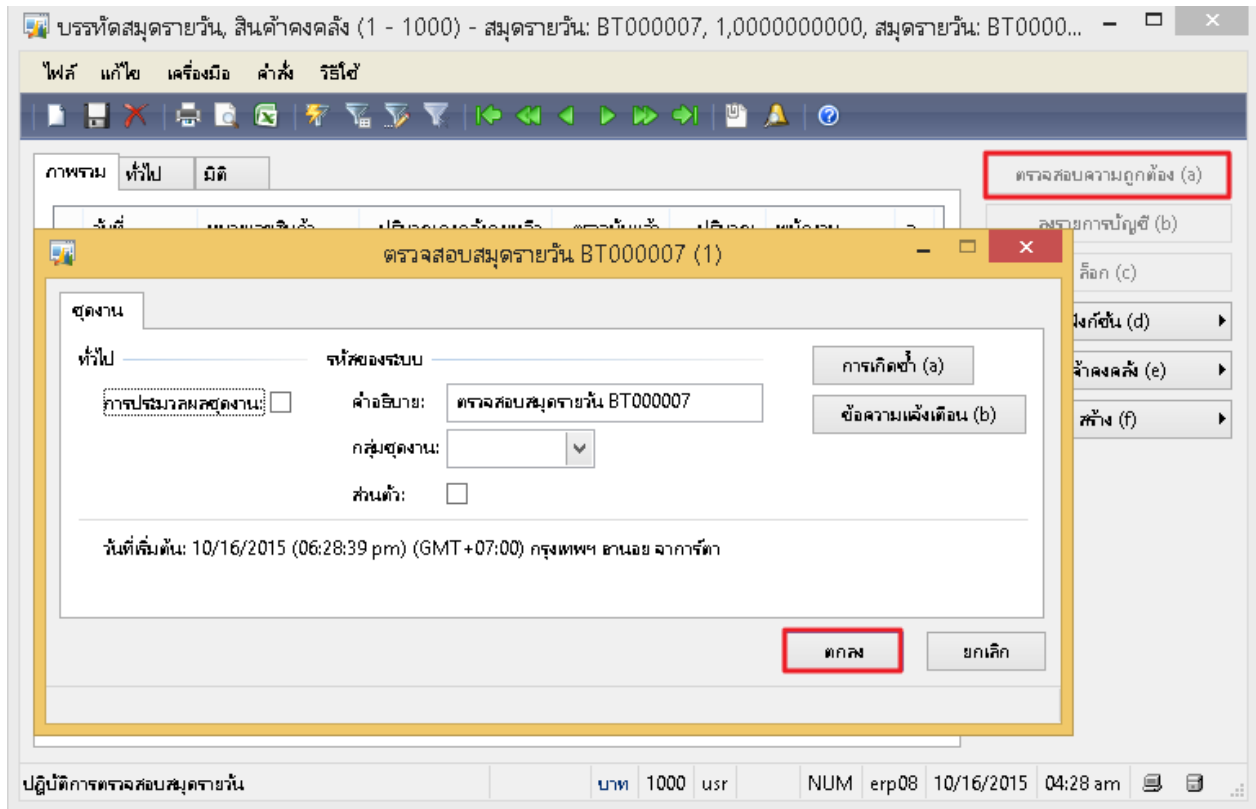 บรรทัดสมุดรายวัน, สินค้าคงคลัง (1 - 1000) - สมุดรายวัน: BT000007, 1,0000000000, สมุดรายวัน: BT0000...
ไฟล์ แก้ไข เครื่องมือ คำสั่ง วิธีใช้
ภาพรวม ทั่วไป มิติ
ตรวจสอบความถูกต้อง (a)
ลงรายการบัญชี (b)
ตรวจสอบสมุดรายวัน BT000007 (1)
ล็อก (c)
ชุดงาน
ังก์ชัน (d)
ทั่วไป รหัสของระบบ
การเกิดซ้ำ (a)
ค้าคงคลัง (e)
การประมวลผลชุดงาน: คำอธิบาย: ตรวจสอบสมุดรายวัน BT000007
ข้อความแจ้งเตือน (b)
สร้าง (f)
กลุ่มชุดงาน:
ส่วนตัว:
วันที่เริ่มต้น: 10/16/2015 (06:28:39 pm) (GMT+07:00) กรุงเทพฯ ฮานอย จาการ์ตา
ตกลง ยกเลิก
ปฏิบัติการตรวจสอบสมุดรายวัน บาท 1000 usr NUM erp08 10/16/2015 04:28 am